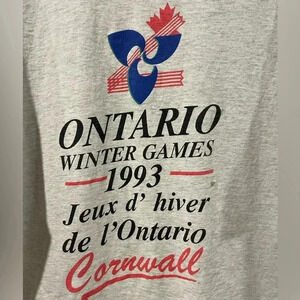 ONTARIO
WINTER GAMES
1993
Jeux d' hiver
de l'Ontario
Cornwall